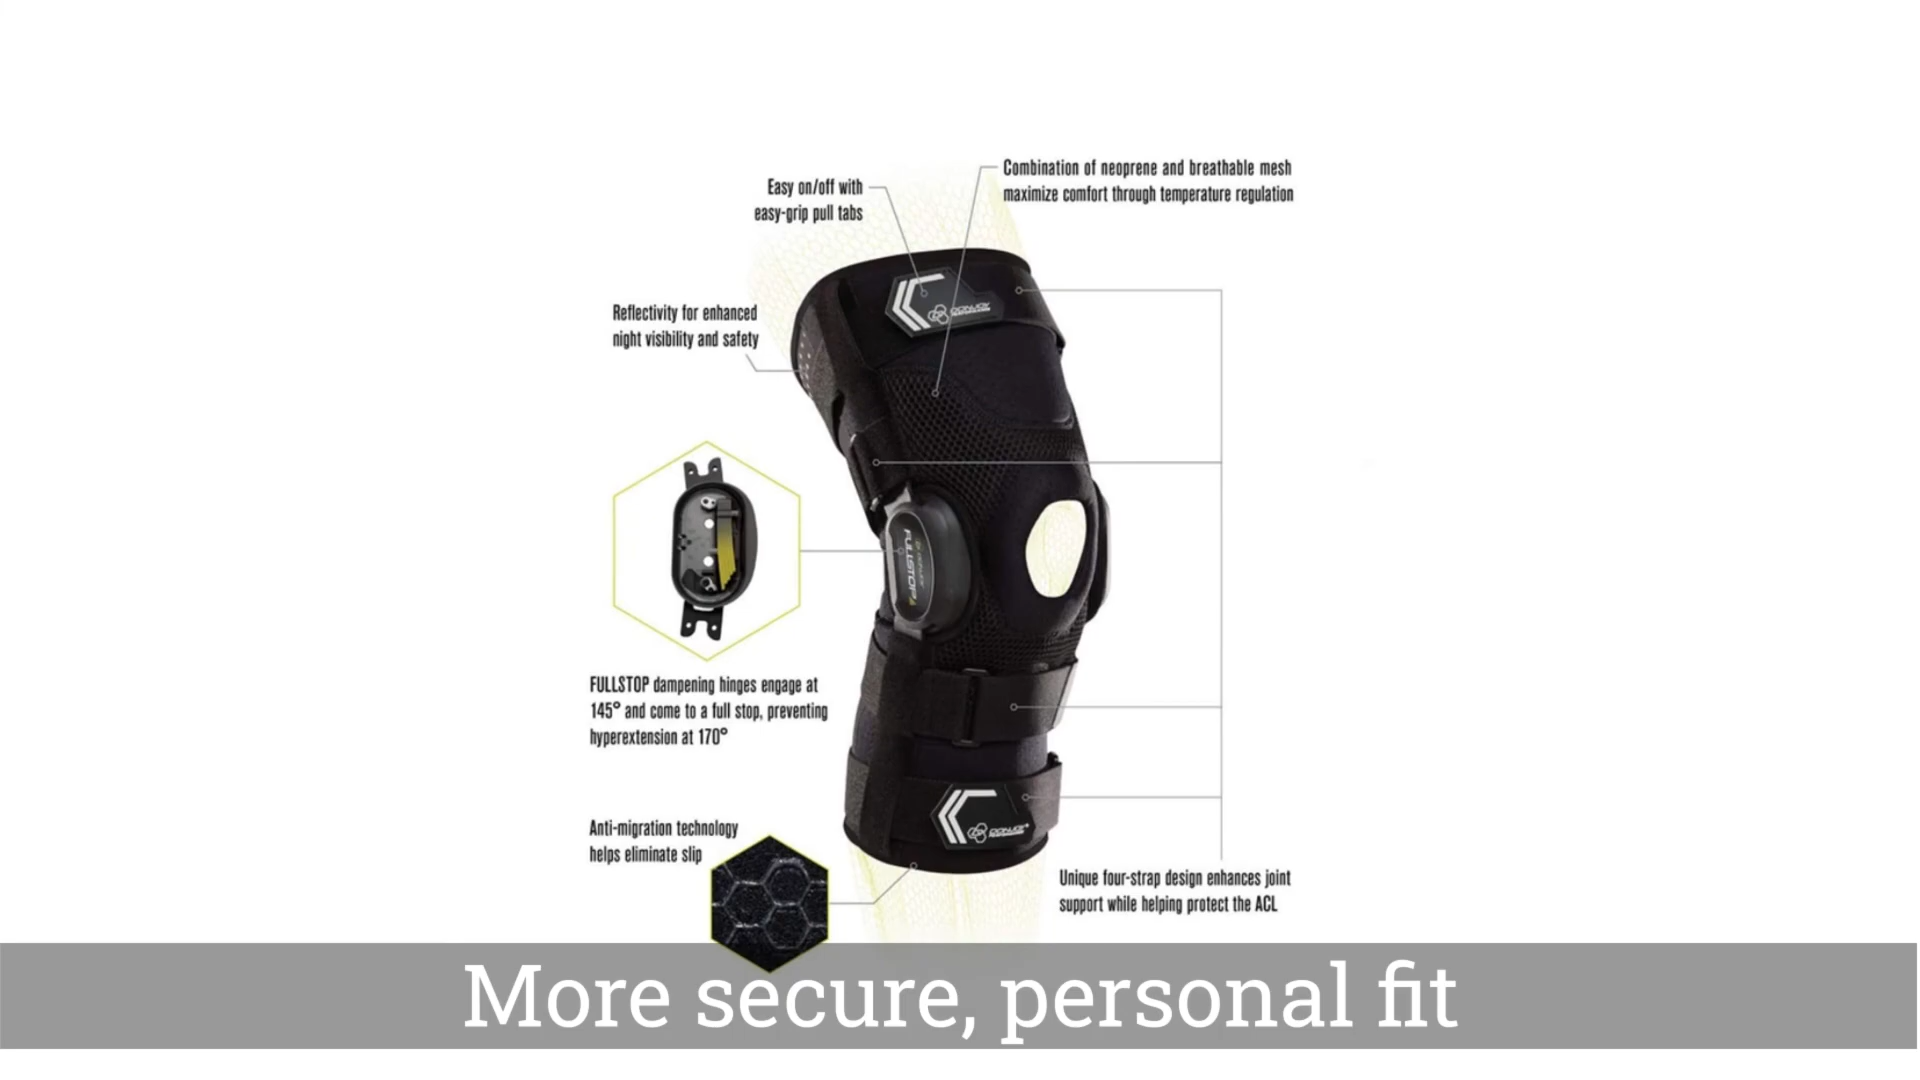 Easy on/off with
easy-grip pull tabs
Combination of neoprene and breathable mesh
maximize comfort through temperature regulation
Reflectivity for enhanced
night visibility and safety
DONJOY
DONJOY
FULLSTOP
FULLSTOP dampening hinges engage at
145° and come to a full stop, preventing
hyperextension at 170°
Anti-migration technology
helps eliminate slip
DONJOY
Unique four-strap design enhances joint
support while helping protect the ACL
More secure, personal fit